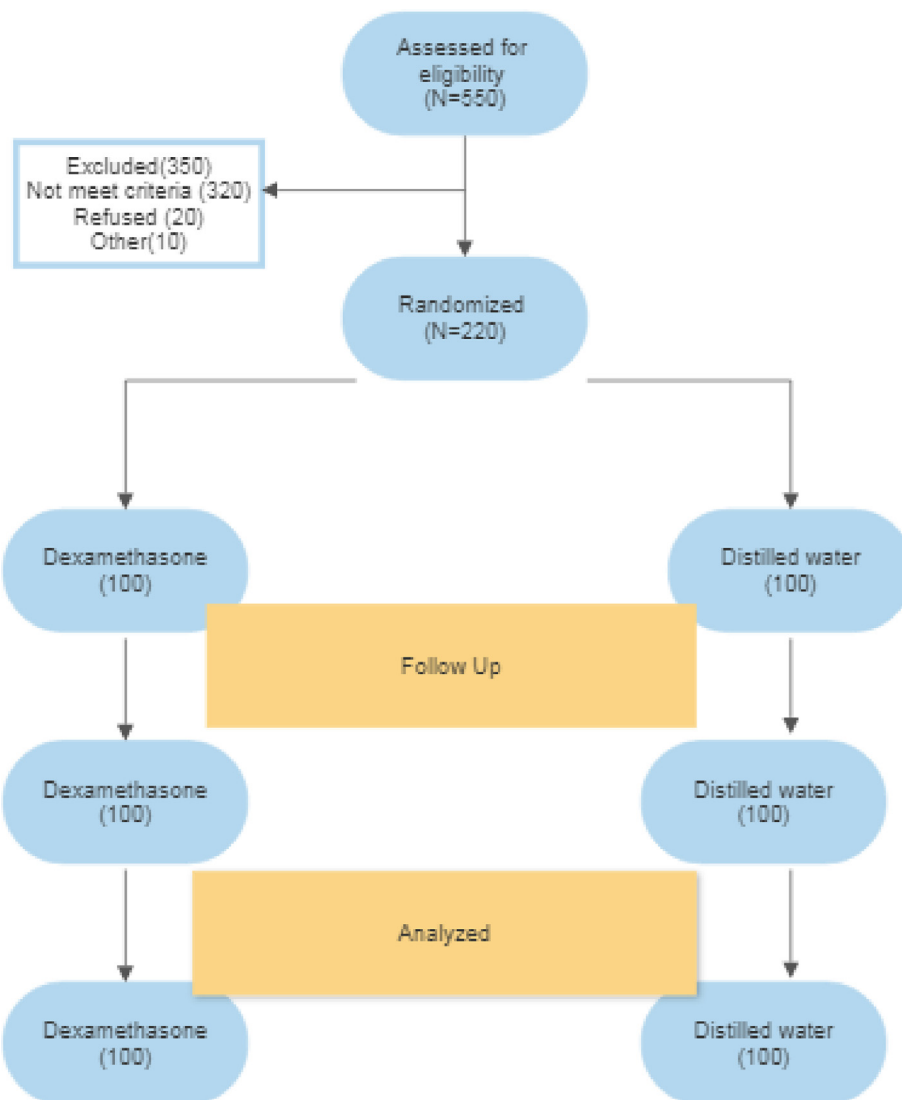 Assessed for
eligibility
(N=550)
Excluded(350)
Not meet criteria (320)
Refused (20)
Other(10)
Randomized
(N=220)
Dexamethasone
(100)
Distilled water
(100)
Follow Up
Dexamethasone
(100)
Distilled water
(100)
Analyzed
Dexamethasone
(100)
Distilled water
(100)